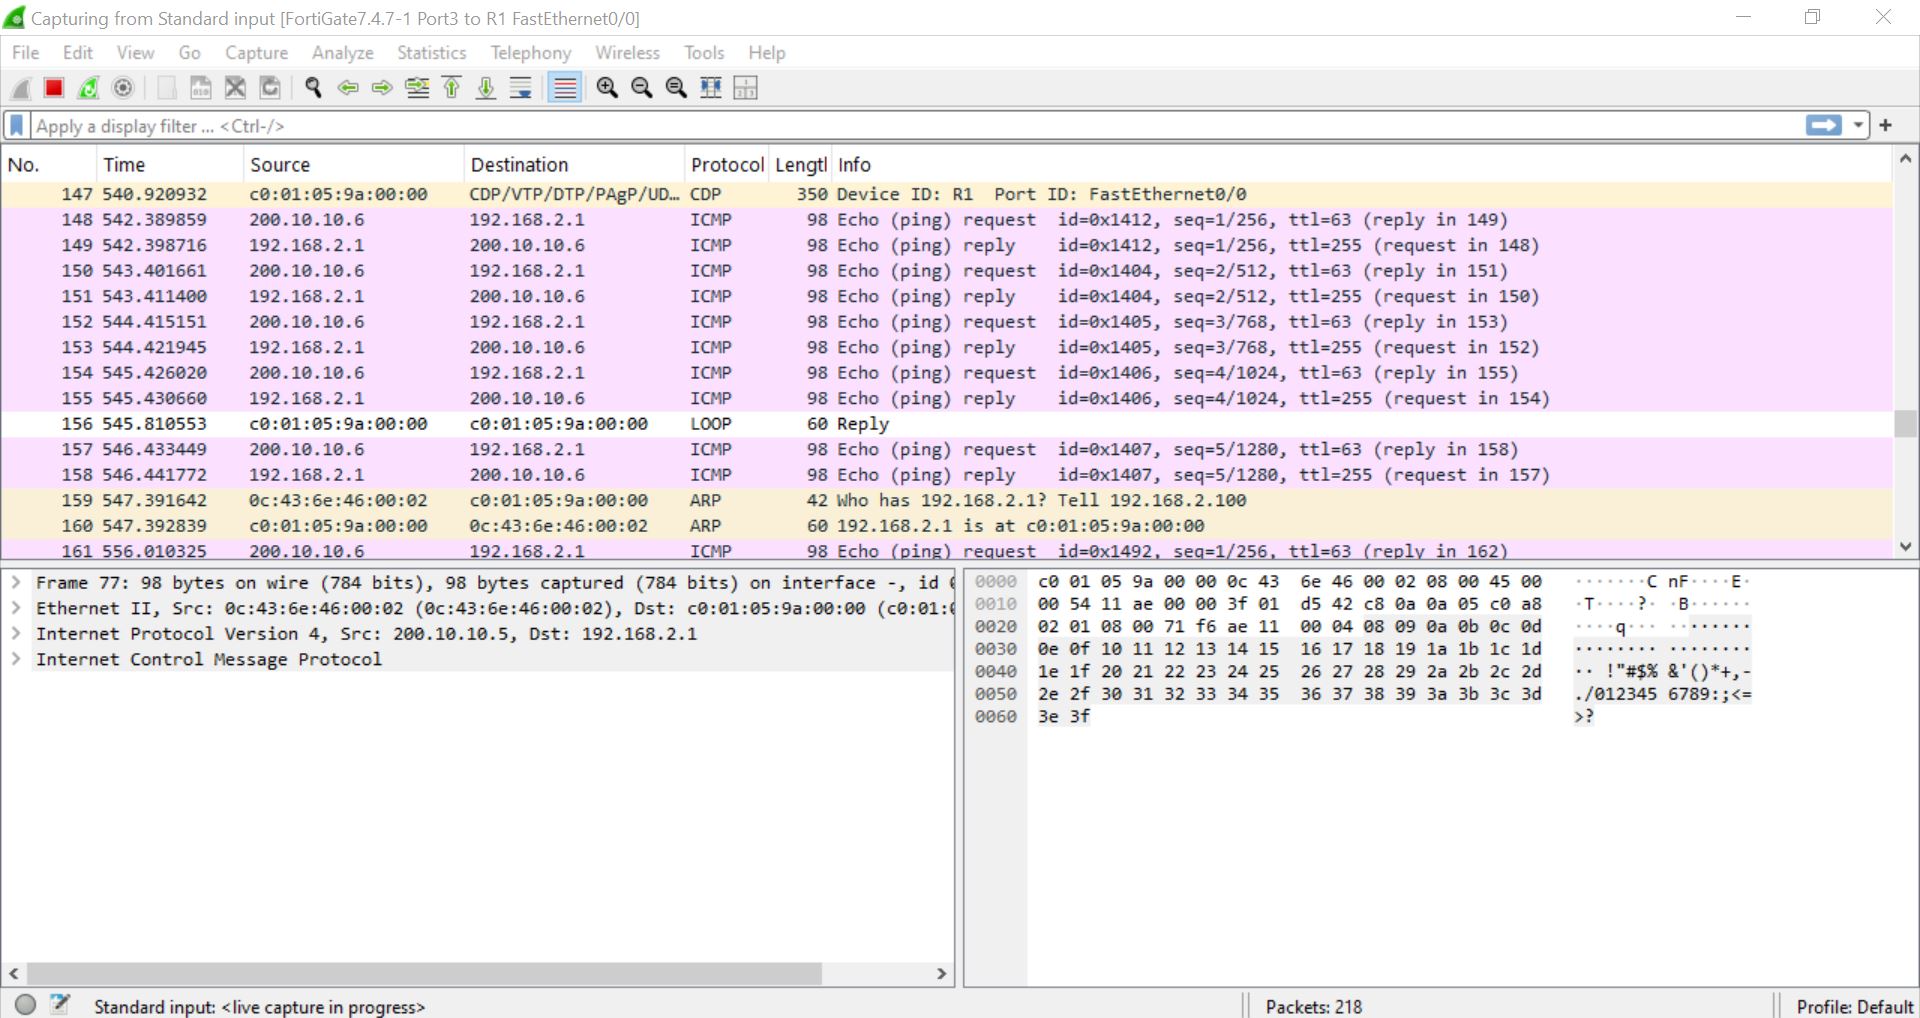 Capturing from Standard input [FortiGate7.4.7-1 Port3 to R1 FastEthernet0/0]
File Edit View Go Capture Analyze Statistics Telephony Wireless Tools Help
Apply a display filter ... <Ctrl-/>
No. Time Source Destination Protocol Lengtl Info
147 540.920932 c0:01:05:9a:00:00 CDP/VTP/DTP/PAgP/UD… CDP 350 Device ID: R1 Port ID: FastEthernet0/0
148 542.389859 200.10.10.6 192.168.2.1 ICMP 98 Echo (ping) request id=0x1412, seq=1/256, ttl=63 (reply in 149)
149 542.398716 192.168.2.1 200.10.10.6 ICMP 98 Echo (ping) reply id=0x1412, seq=1/256, ttl=255 (request in 148)
150 543.401661 200.10.10.6 192.168.2.1 ICMP 98 Echo (ping) request id=0x1404, seq=2/512, ttl=63 (reply in 151)
151 543.411400 192.168.2.1 200.10.10.6 ICMP 98 Echo (ping) reply id=0x1404, seq=2/512, ttl=255 (request in 150)
152 544.415151 200.10.10.6 192.168.2.1 ICMP 98 Echo (ping) request id=0x1405, seq=3/768, ttl=63 (reply in 153)
153 544.421945 192.168.2.1 200.10.10.6 ICMP 98 Echo (ping) reply id=0x1405, seq=3/768, ttl=255 (request in 152)
154 545.426020 200.10.10.6 192.168.2.1 ICMP 98 Echo (ping) request id=0x1406, seq=4/1024, ttl=63 (reply in 155)
155 545.430660 192.168.2.1 200.10.10.6 ICMP 98 Echo (ping) reply id=0x1406, seq=4/1024, ttl=255 (request in 154)
156 545.810553 c0:01:05:9a:00:00 c0:01:05:9a:00:00 LOOP 60 Reply
157 546.433449 200.10.10.6 192.168.2.1 ICMP 98 Echo (ping) request id=0x1407, seq=5/1280, ttl=63 (reply in 158)
158 546.441772 192.168.2.1 200.10.10.6 ICMP 98 Echo (ping) reply id=0x1407, seq=5/1280, ttl=255 (request in 157)
159 547.391642 0c:43:6e:46:00:02 c0:01:05:9a:00:00 ARP 42 Who has 192.168.2.1? Tell 192.168.2.100
160 547.392839 c0:01:05:9a:00:00 0c:43:6e:46:00:02 ARP 60 192.168.2.1 is at c0:01:05:9a:00:00
161 556.010325 200.10.10.6 192.168.2.1 ICMP 98 Echo (ping) request id=0x1492, seq=1/256, ttl=63 (reply in 162)
Frame 77: 98 bytes on wire (784 bits), 98 bytes captured (784 bits) on interface -, id
Ethernet II, Src: 0c:43:6e:46:00:02 (0c:43:6e:46:00:02), Dst: c0:01:05:9a:00:00 (c0:01:
Internet Protocol Version 4, Src: 200.10.10.5, Dst: 192.168.2.1
Internet Control Message Protocol
0000 c0 01 05 9a 00 00 0c 43 6e 46 00 02 08 00 45 00 ·······C nF····E·
0010 00 54 11 ae 00 00 3f 01 d5 42 c8 0a 0a 05 c0 a8 ·T····?· ·B······
0020 02 01 08 00 71 f6 ae 11 00 04 08 09 0a 0b 0c 0d ····q··· ········
0030 0e 0f 10 11 12 13 14 15 16 17 18 19 1a 1b 1c 1d ········ ········
0040 1e 1f 20 21 22 23 24 25 26 27 28 29 2a 2b 2c 2d ·· !"#$% &'()*+,-
0050 2e 2f 30 31 32 33 34 35 36 37 38 39 3a 3b 3c 3d ./012345 6789:;<=
0060 3e 3f >?
Standard input: <live capture in progress> Packets: 218 Profile: Default